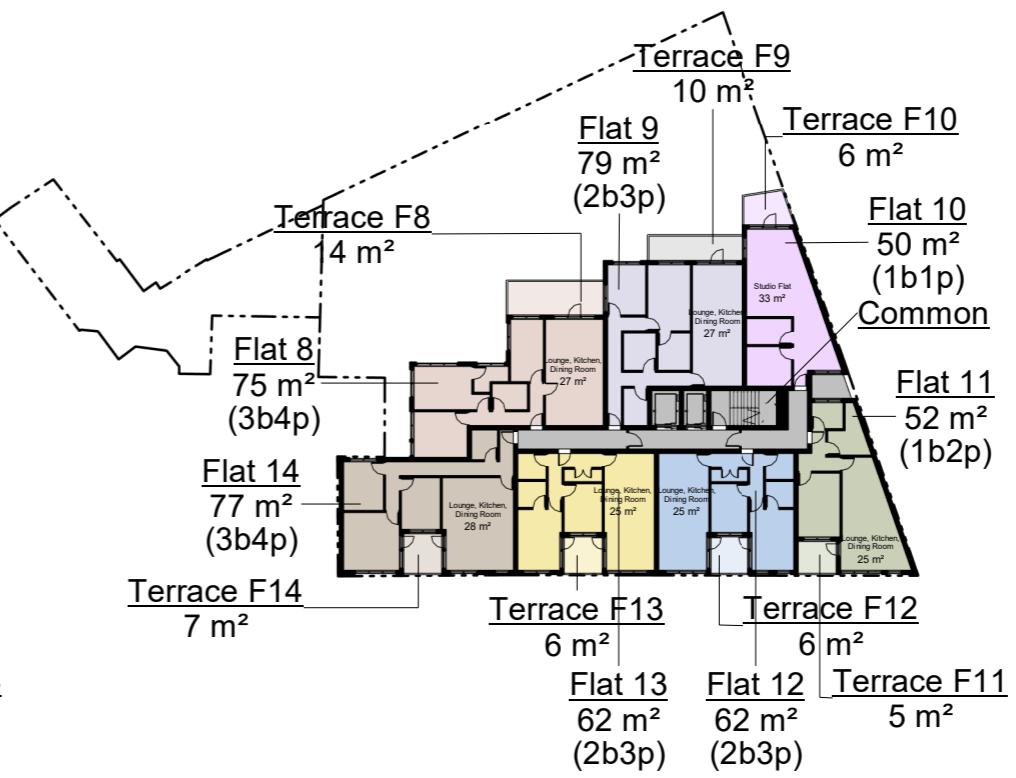 Terrace F9
10 m²
Flat 9
79 m²
(2b3p)
Terrace F10
6 m²
Terrace F8
14 m²
Flat 10
50 m²
(1b1p)
Studio Flat
33 m²
Common
Lounge, Kitchen,
Dining Room
27 m²
Flat 8
75 m²
(3b4p)
Lounge, Kitchen,
Dining Room
27 m²
Flat 11
52 m²
(1b2p)
Flat 14
77 m²
(3b4p)
Lounge, Kitchen,
Dining Room
28 m²
Lounge, Kitchen,
Dining Room
25 m²
Lounge, Kitchen,
Dining Room
25 m²
Lounge, Kitchen,
Dining Room
25 m²
Terrace F14
7 m²
Terrace F13
6 m²
Terrace F12
6 m²
Flat 13
62 m²
(2b3p)
Flat 12
62 m²
(2b3p)
Terrace F11
5 m²